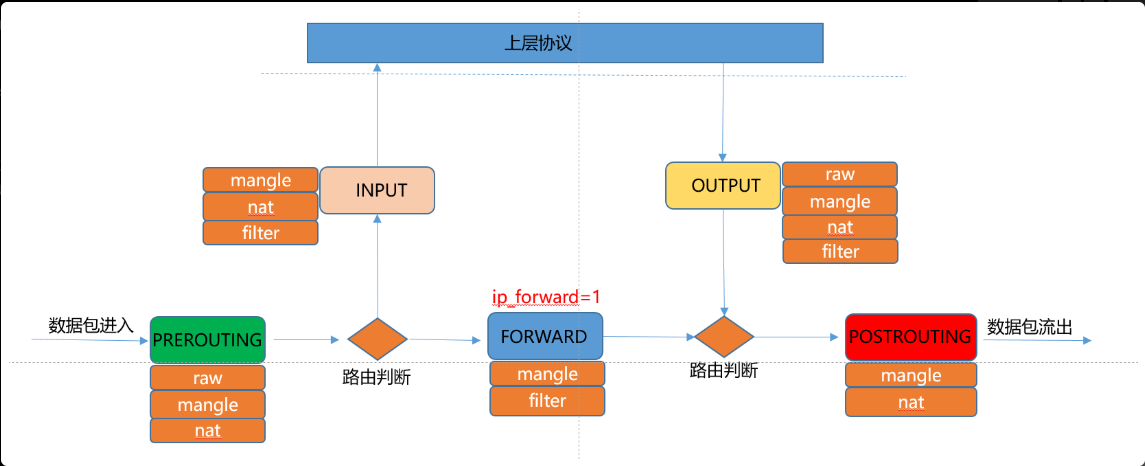 上层协议
mangle
nat
filter
INPUT
OUTPUT
raw
mangle
nat
filter
ip_forward=1
数据包进入
PREROUTING
raw
mangle
nat
路由判断
FORWARD
mangle
filter
路由判断
POSTROUTING
mangle
nat
数据包流出